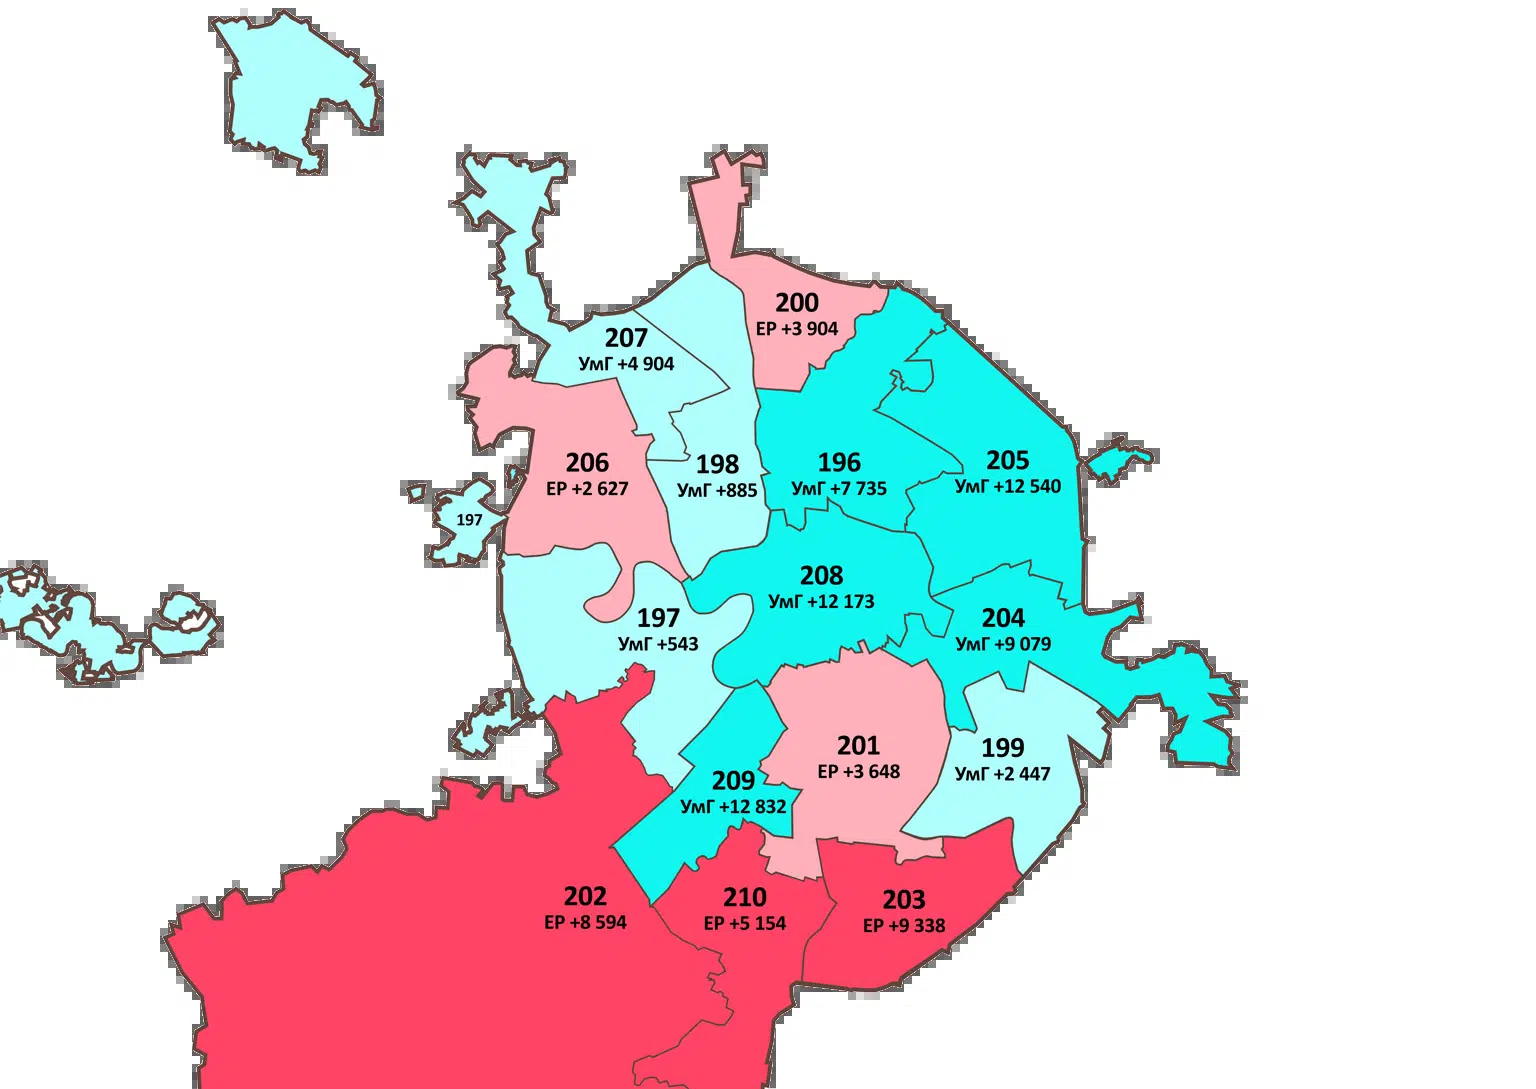 200
ЕР +3 904
207
УмГ +4 904
206
ЕР +2 627
198
УмГ +885
196
УмГ +7 735
205
УмГ +12 540
197
208
УмГ +12 173
197
УмГ +543
204
УмГ +9 079
201
ЕР +3 648
199
УмГ +2 447
209
УмГ +12 832
202
ЕР +8 594
210
ЕР +5 154
203
ЕР +9 338